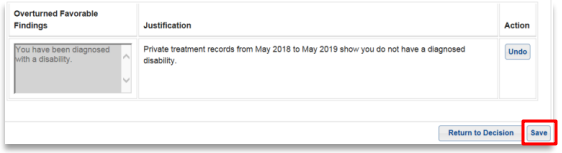 Overturned Favorable
Findings
Justification
Action
You have been diagnosed
with a disability.
Private treatment records from May 2018 to May 2019 show you do not have a diagnosed
disability.
Undo
Return to Decision
Save